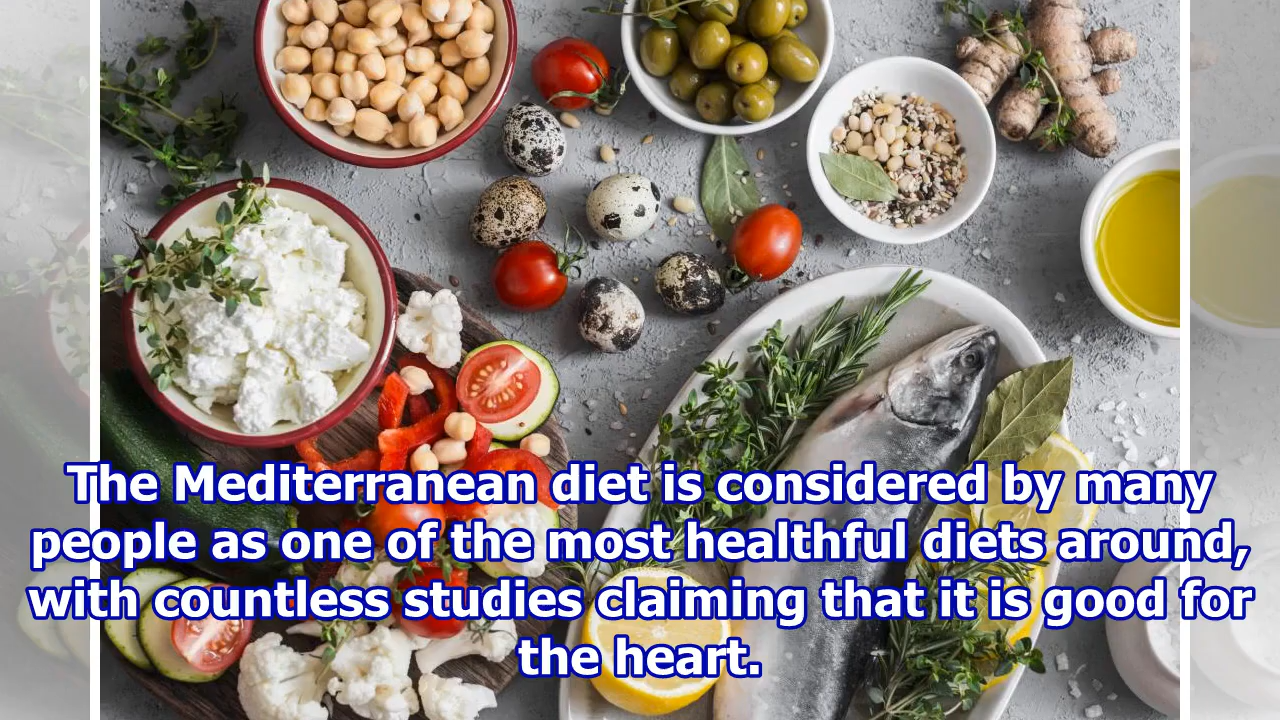 The Mediterranean diet is considered by many
people as one of the most healthful diets around,
with countless studies claiming that it is good for
the heart.